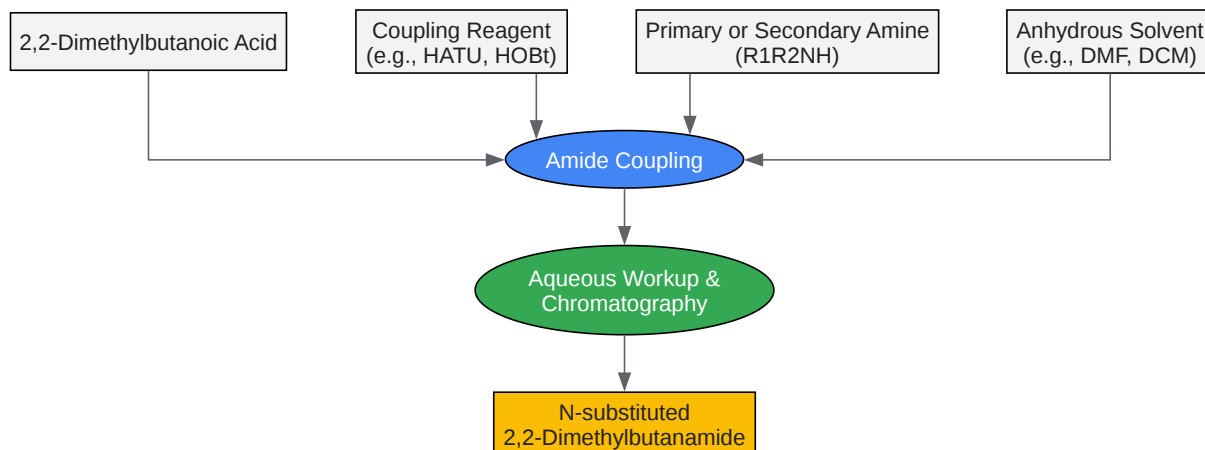 2,2-Dimethylbutanoic Acid
Coupling Reagent
(e.g., HATU, HOBt)
Primary or Secondary Amine
(R1R2NH)
Anhydrous Solvent
(e.g., DMF, DCM)
Amide Coupling
Aqueous Workup &
Chromatography
N-substituted
2,2-Dimethylbutanamide